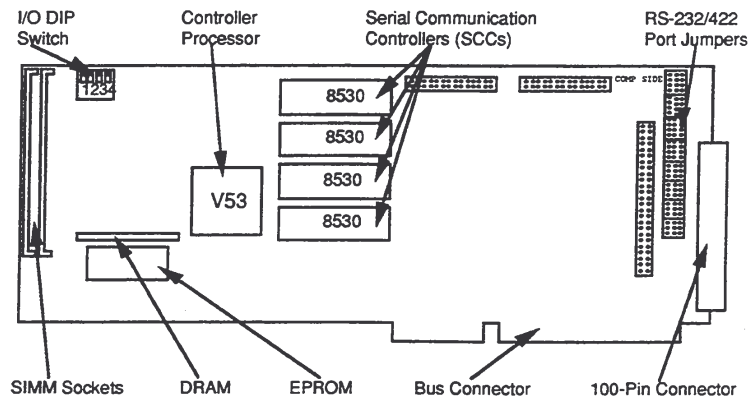 I/O DIP
Switch
Controller
Processor
Serial Communication
Controllers (SCCs)
RS-232/422
Port Jumpers
1234
COMP SIDE
8530
8530
8530
8530
V53
SIMM Sockets
DRAM
EPROM
Bus Connector
100-Pin Connector